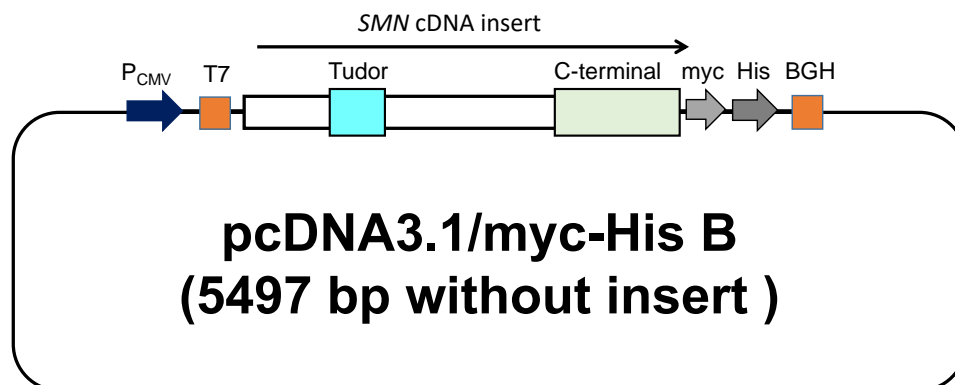 SMN cDNA insert
PCMV T7 Tudor C-terminal myc His BGH
pcDNA3.1/myc-His B
(5497 bp without insert )